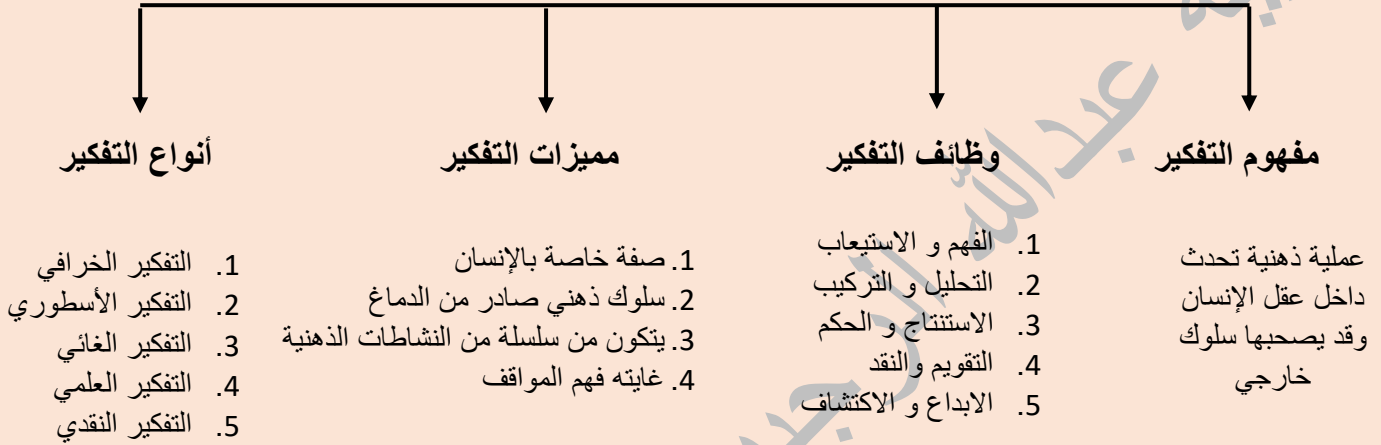 مفهوم التفكير
عملية ذهنية تحدث
داخل عقل الإنسان
وقد يصحبها سلوك
خارجي
وظائف التفكير
1. الفهم و الاستيعاب
2. التحليل و التركيب
3. الاستنتاج و الحكم
4. التقويم والنقد
5. الابداع و الاكتشاف
مميزات التفكير
1. صفة خاصة بالإنسان
2. سلوك ذهني صادر من الدماغ
3. يتكون من سلسلة من النشاطات الذهنية
4. غايته فهم المواقف
أنواع التفكير
1. التفكير الخرافي
2. التفكير الأسطوري
3. التفكير الغائي
4. التفكير العلمي
5. التفكير النقدي
عبدالله